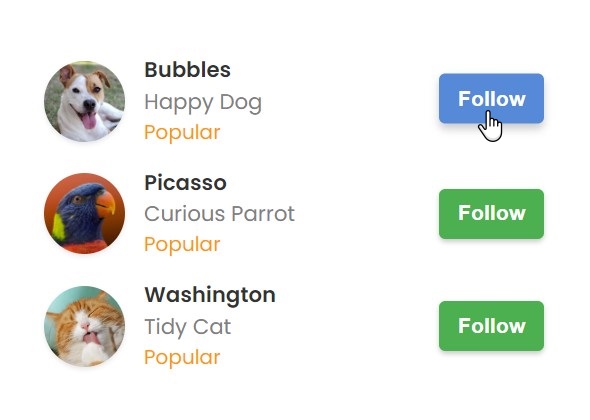 Bubbles
Happy Dog
Popular
Follow
Picasso
Curious Parrot
Popular
Follow
Washington
Tidy Cat
Popular
Follow